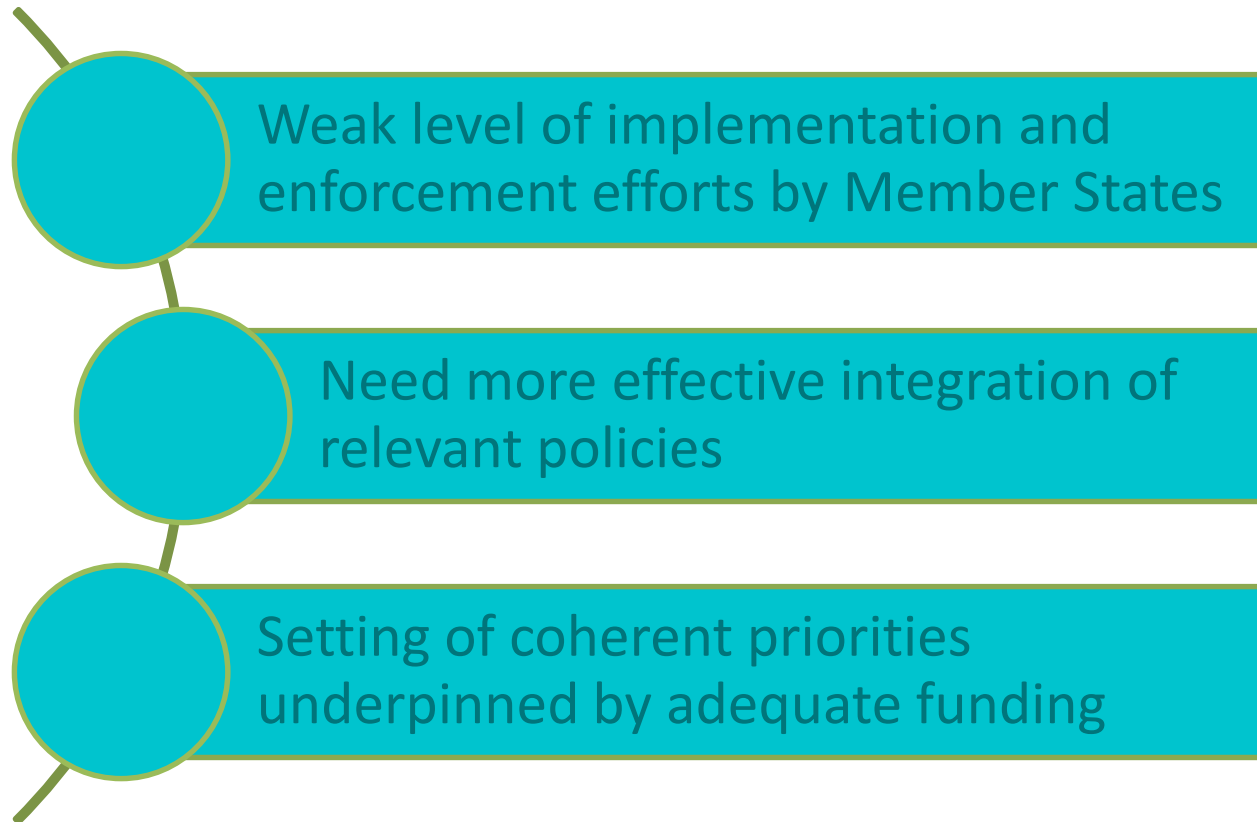 Weak level of implementation and
enforcement efforts by Member States
Need more effective integration of
relevant policies
Setting of coherent priorities
underpinned by adequate funding